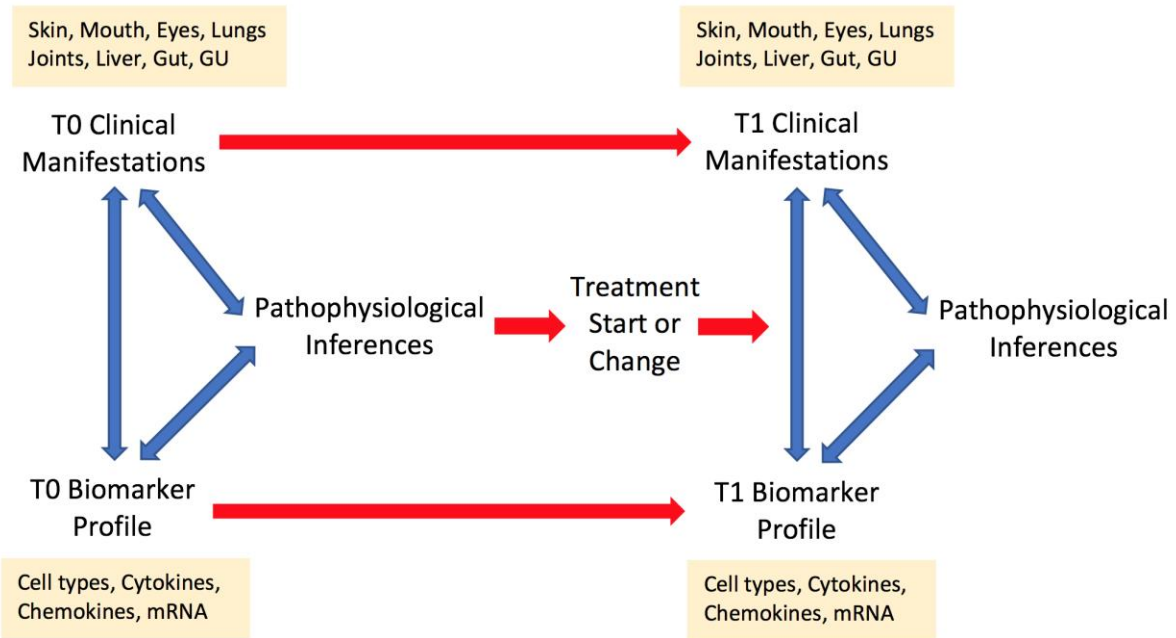 Skin, Mouth, Eyes, Lungs
Joints, Liver, Gut, GU
Skin, Mouth, Eyes, Lungs
Joints, Liver, Gut, GU
T0 Clinical
Manifestations
T1 Clinical
Manifestations
Pathophysiological
Inferences
Treatment
Start or
Change
Pathophysiological
Inferences
T0 Biomarker
Profile
T1 Biomarker
Profile
Cell types, Cytokines,
Chemokines, mRNA
Cell types, Cytokines,
Chemokines, mRNA